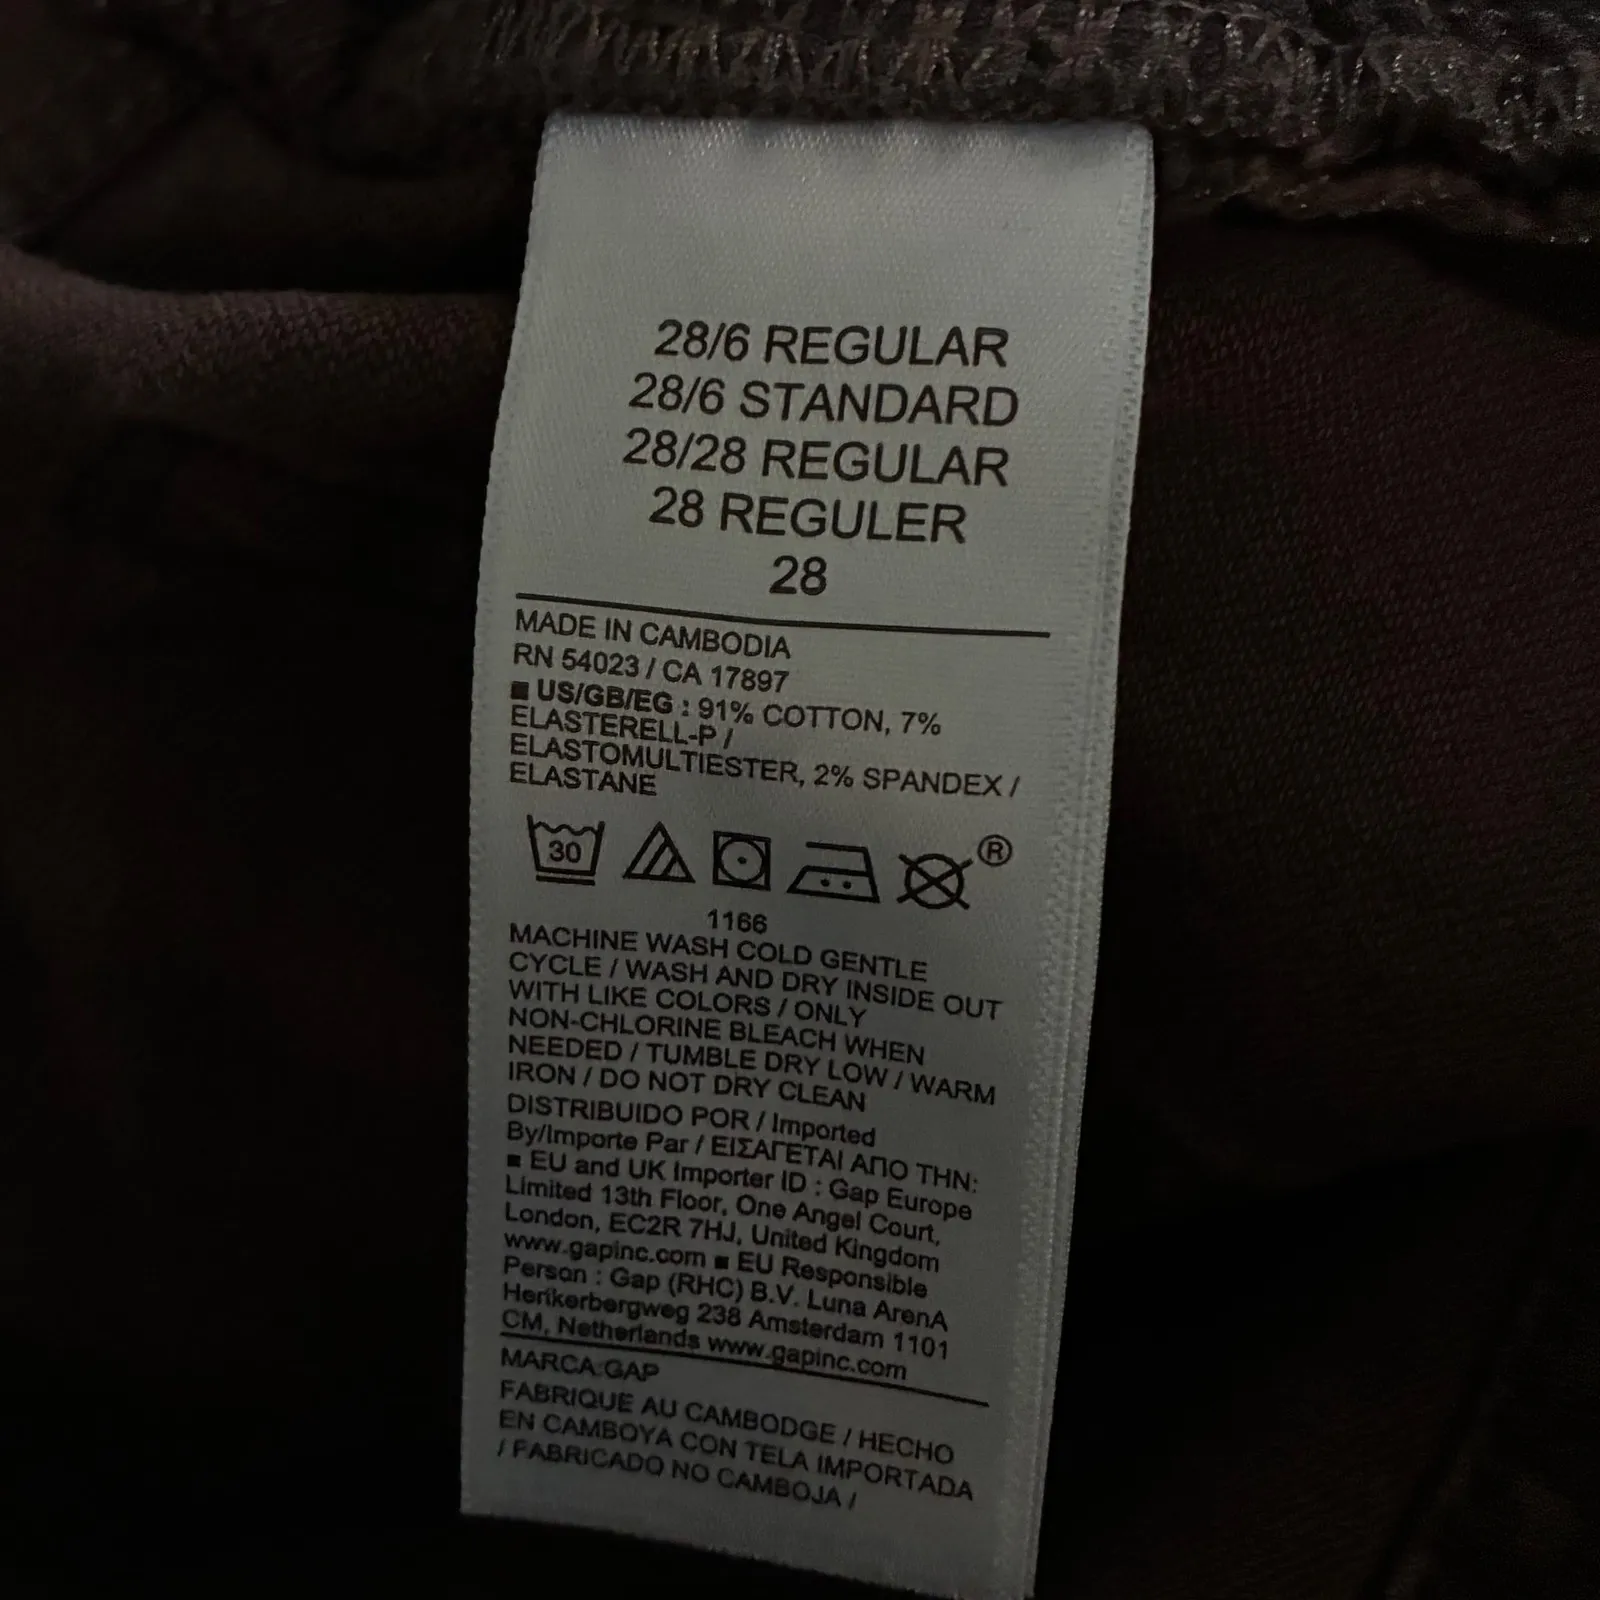 28/6 REGULAR
28/6 STANDARD
28/28 REGULAR
28 REGULER
28
MADE IN CAMBODIA
RN 54023 / CA 17897
■ US/GB/EG : 91% COTTON, 7%
ELASTERELL-P /
ELASTOMULTIESTER, 2% SPANDEX /
ELASTANE
30
®
1166
MACHINE WASH COLD GENTLE
CYCLE / WASH AND DRY INSIDE OUT
WITH LIKE COLORS / ONLY
NON-CHLORINE BLEACH WHEN
NEEDED / TUMBLE DRY LOW / WARM
IRON / DO NOT DRY CLEAN
DISTRIBUIDO POR / Imported
By/Importe Par / ΕΙΣΑΓΕΤΑΙ ΑΠΟ ΤΗΝ:
■ EU and UK Importer ID : Gap Europe
Limited 13th Floor, One Angel Court,
London, EC2R 7HJ, United Kingdom
www.gapinc.com ■ EU Responsible
Person : Gap (RHC) B.V. Luna ArenA
Herikerbergweg 238 Amsterdam 1101
CM, Netherlands www.gapinc.com
MARCA:GAP
FABRIQUE AU CAMBODGE / HECHO
EN CAMBOYA CON TELA IMPORTADA
/ FABRICADO NO CAMBOJA /